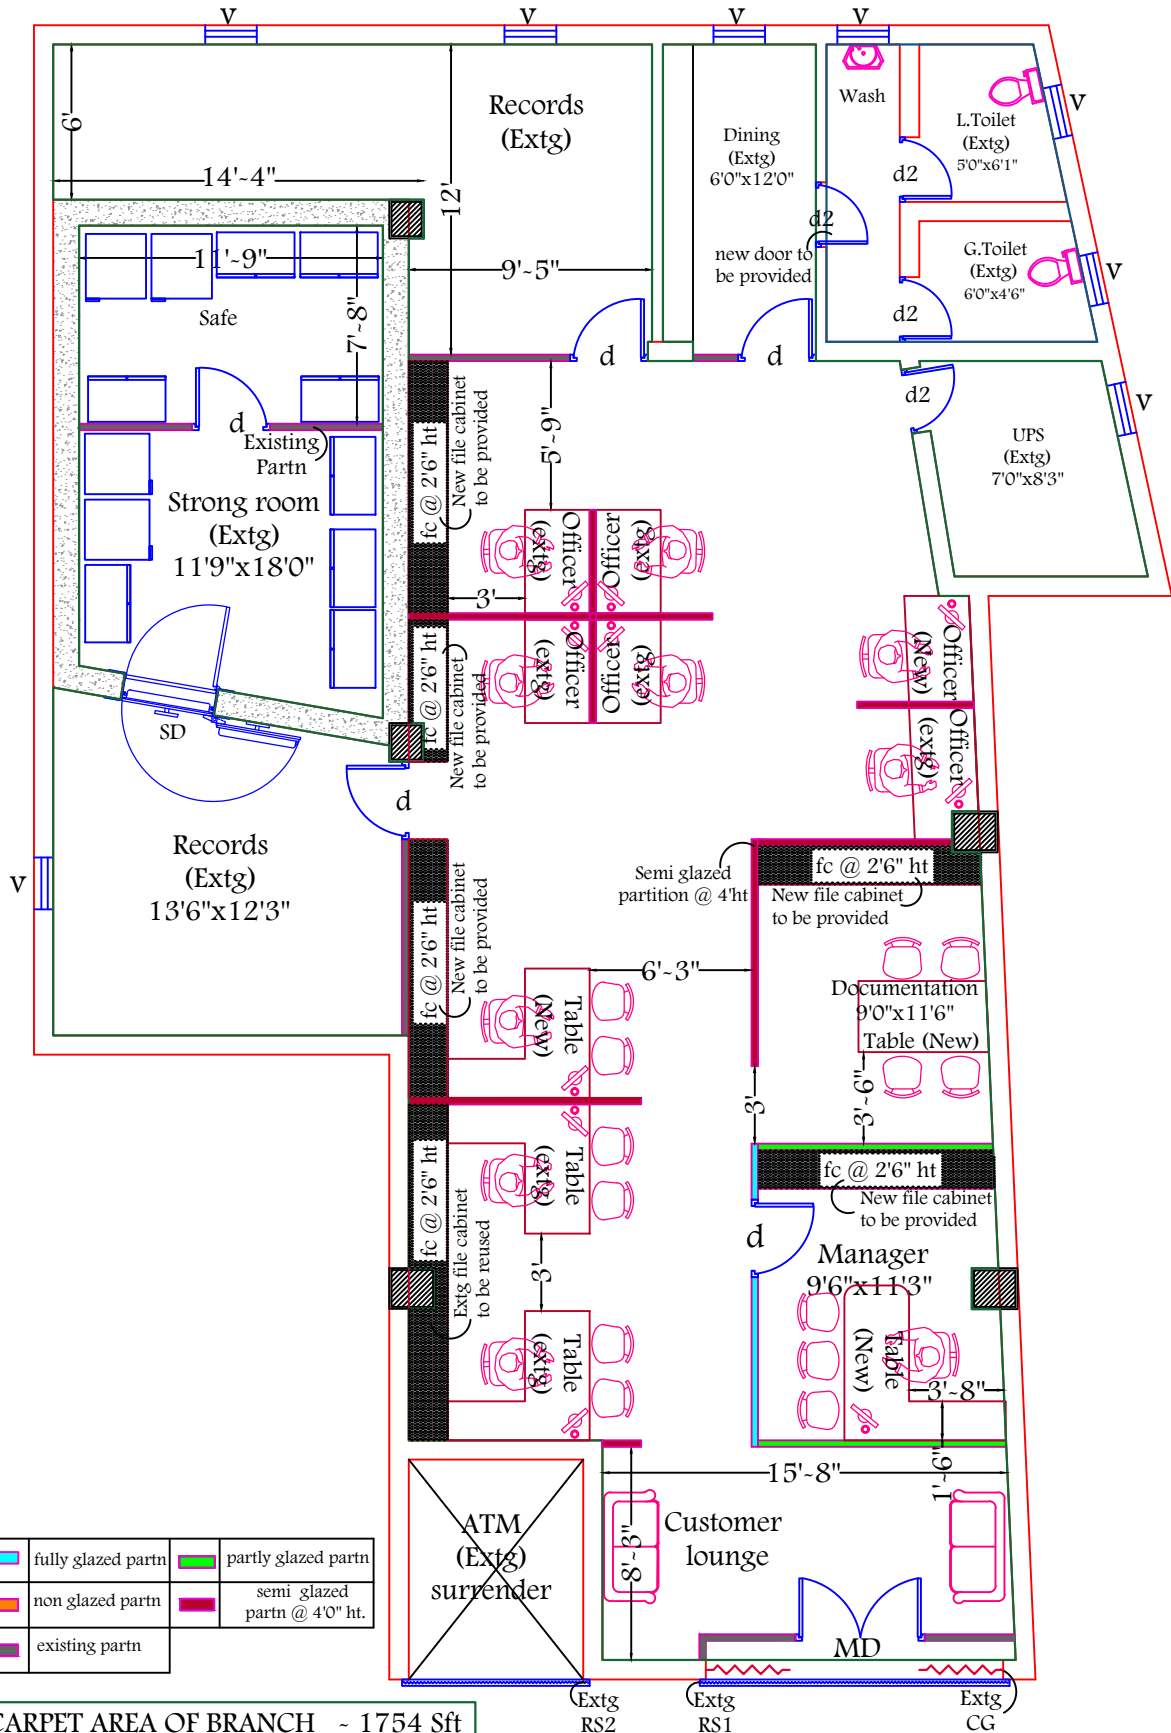 V
V
V
V
6'
Records
(Extg)
14'~4"
12'
Dining
(Extg)
6'0"x12'0"
Wash
L.Toilet
(Extg)
5'0"x6'1"
V
d2
d2
new door to
be provided
G.Toilet
(Extg)
6'0"x4'6"
V
d2
11'~9"
9'~5"
Safe
7'~8"
d
d
d
Existing
Partn
d2
V
UPS
(Extg)
7'0"x8'3"
Strong room
(Extg)
11'9"x18'0"
fc @ 2'6" ht
New file cabinet
to be provided
5'~9"
Officer
(extg)
Officer
(extg)
3'
fc @ 2'6" ht
New file cabinet
to be provided
Officer
(extg)
Officer
(extg)
Officer
(New)
Officer
(extg)
SD
d
Records
(Extg)
13'6"x12'3"
V
fc @ 2'6" ht
New file cabinet
to be provided
Semi glazed
partition @ 4'ht
fc @ 2'6" ht
New file cabinet
to be provided
6'~3"
Table
(New)
Documentation
9'0"x11'6"
Table (New)
3'
3'~6"
fc @ 2'6" ht
Extg file cabinet
to be reused
Table
(extg)
3'
Table
(extg)
fc @ 2'6" ht
New file cabinet
to be provided
d
Manager
9'6"x11'3"
Table
(New)
3'~8"
1'~6"
15'~8"
8'~3"
Customer
lounge
ATM
(Extg)
surrender
MD
Extg
RS2
Extg
RS1
Extg
CG
fully glazed partn
partly glazed partn
non glazed partn
semi glazed
partn @ 4'0" ht.
existing partn
CARPET AREA OF BRANCH ~ 1754 Sft